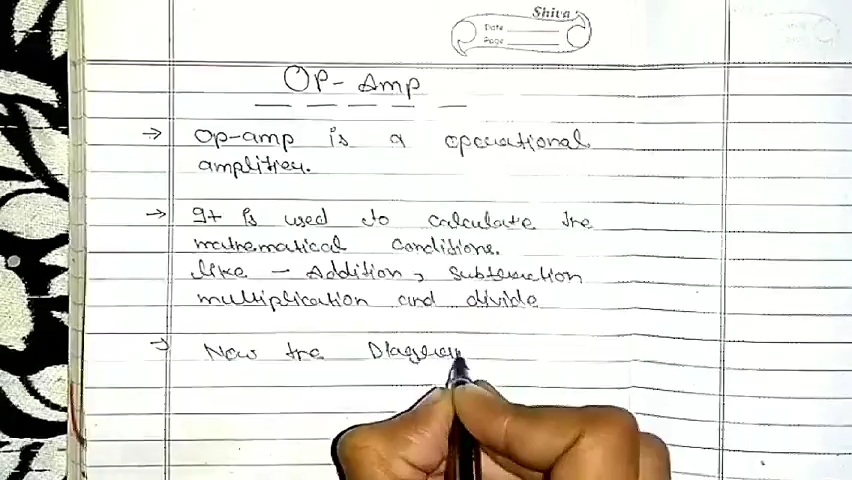 Shiva
Date
Page
Op-Amp
→ Op-amp is a operational
amplifier.
→ It is used to calculate the
mathematical conditions.
like - Addition, Subtraction
multiplication and divide
→ Now the Diagram